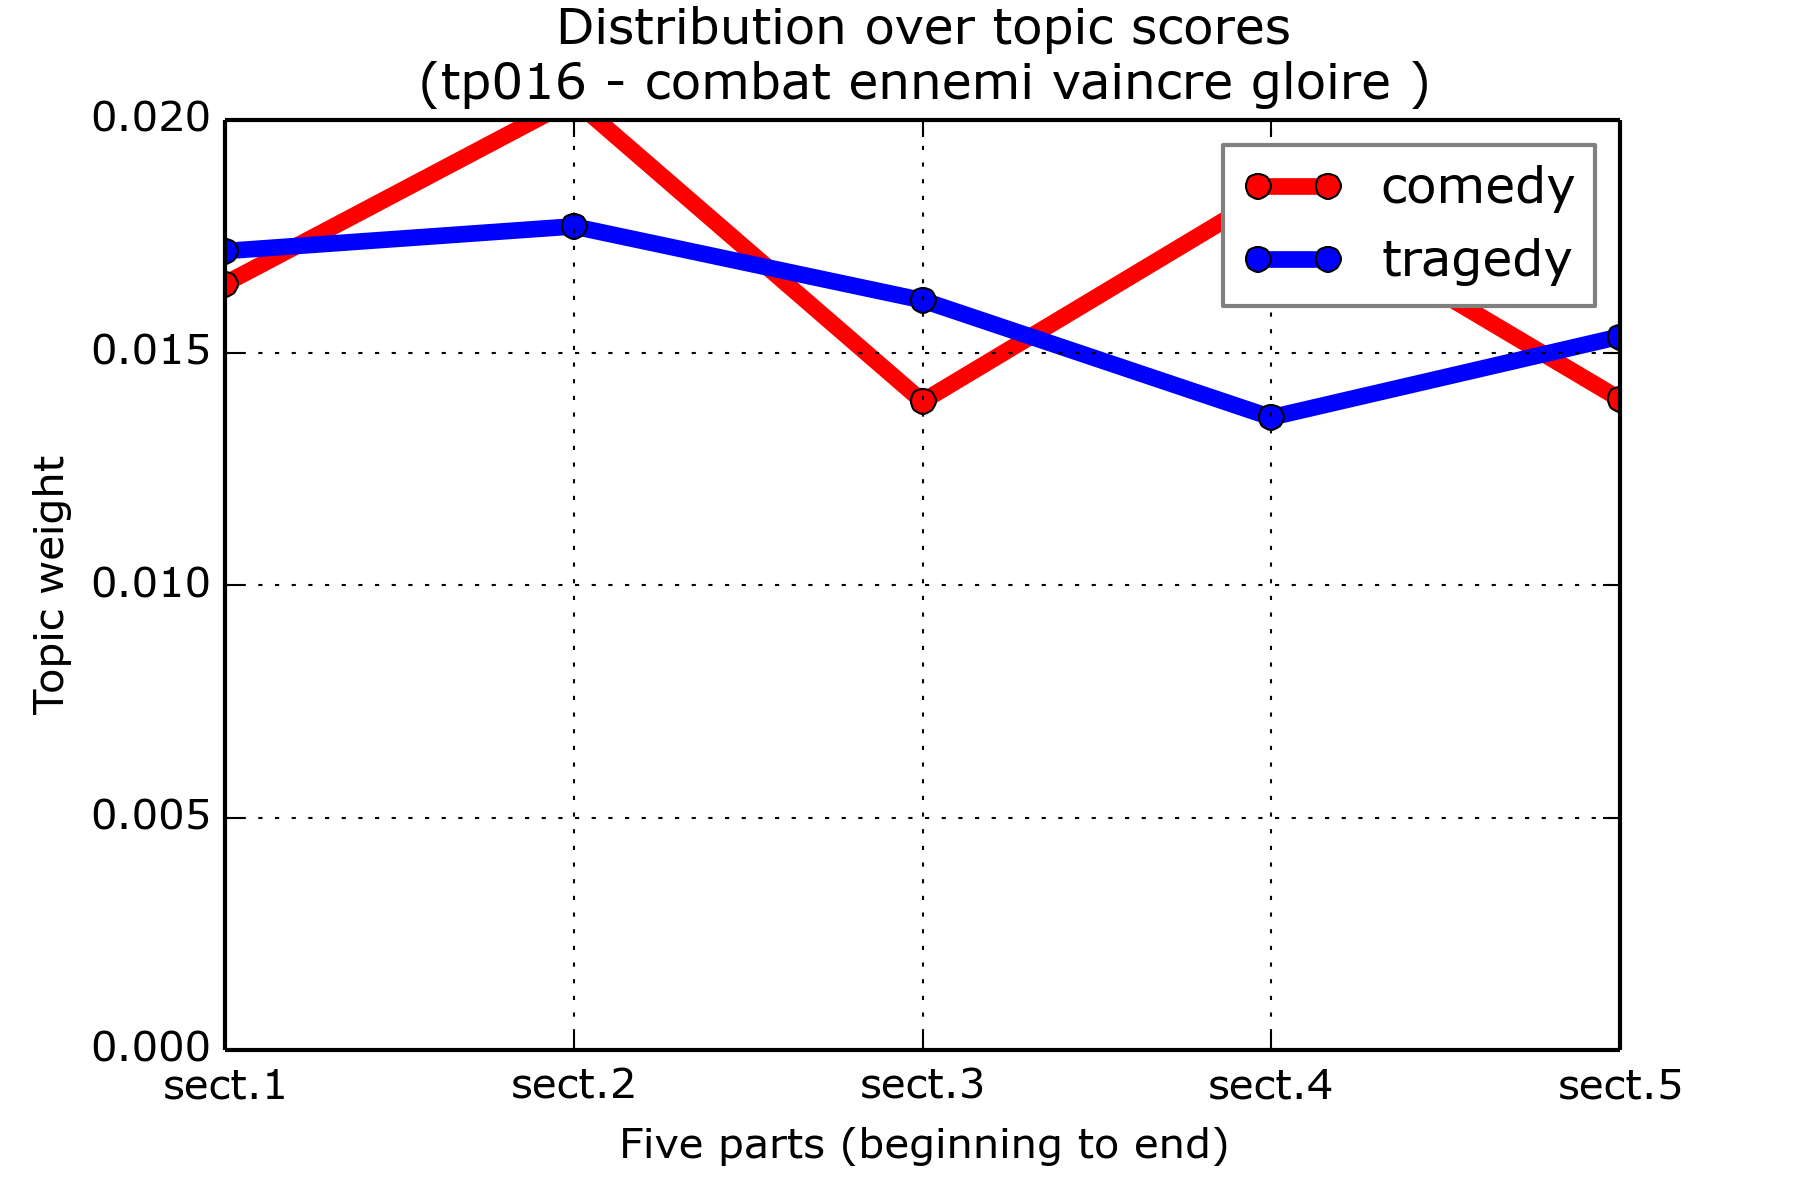 Distribution over topic scores
(tp016 - combat ennemi vaincre gloire )
0.020
0.015
0.010
0.005
0.000
Topic weight
comedy
tragedy
sect.1 sect.2 sect.3 sect.4 sect.5
Five parts (beginning to end)